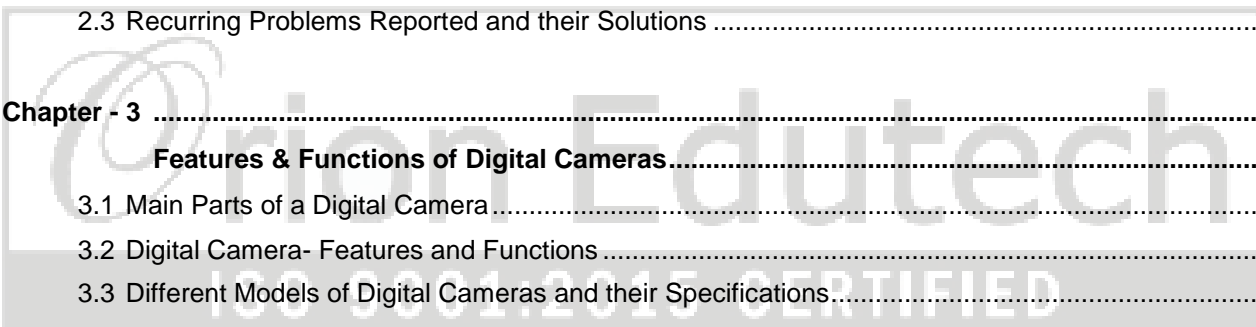 2.3 Recurring Problems Reported and their Solutions ........................................................................
Chapter - 3 ........................................................................................................................
Features & Functions of Digital Cameras................................................................................
3.1 Main Parts of a Digital Camera........................................................................................................
3.2 Digital Camera- Features and Functions........................................................................................
3.3 Different Models of Digital Cameras and their Specifications........................................................
Orion Edutech
ISO 9001:2015 CERTIFIED